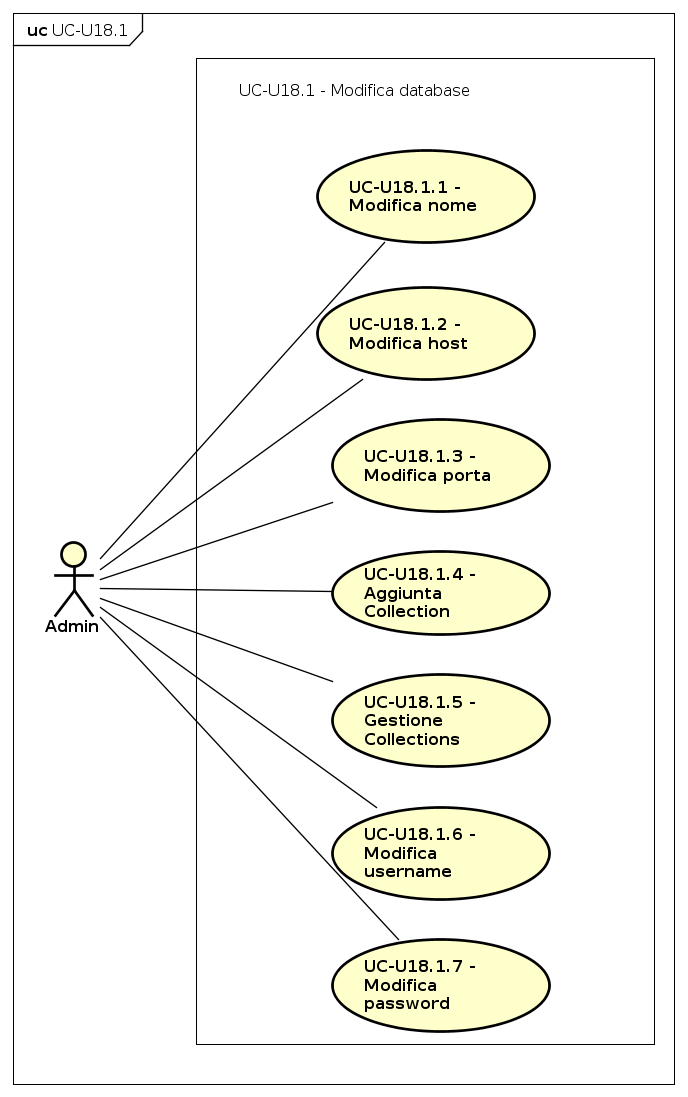 uc UC-U18.1
UC-U18.1 - Modifica database
UC-U18.1.1 -
Modifica nome
UC-U18.1.2 -
Modifica host
UC-U18.1.3 -
Modifica porta
UC-U18.1.4 -
Aggiunta
Collection
Admin
UC-U18.1.5 -
Gestione
Collections
UC-U18.1.6 -
Modifica
username
UC-U18.1.7 -
Modifica
password